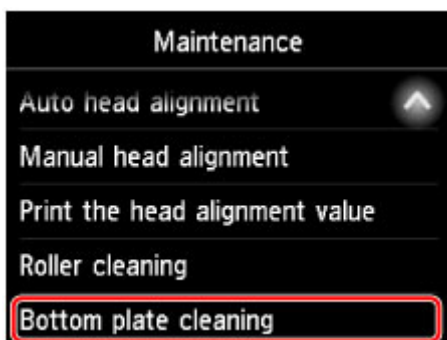 Maintenance
Auto head alignment
Manual head alignment
Print the head alignment value
Roller cleaning
Bottom plate cleaning